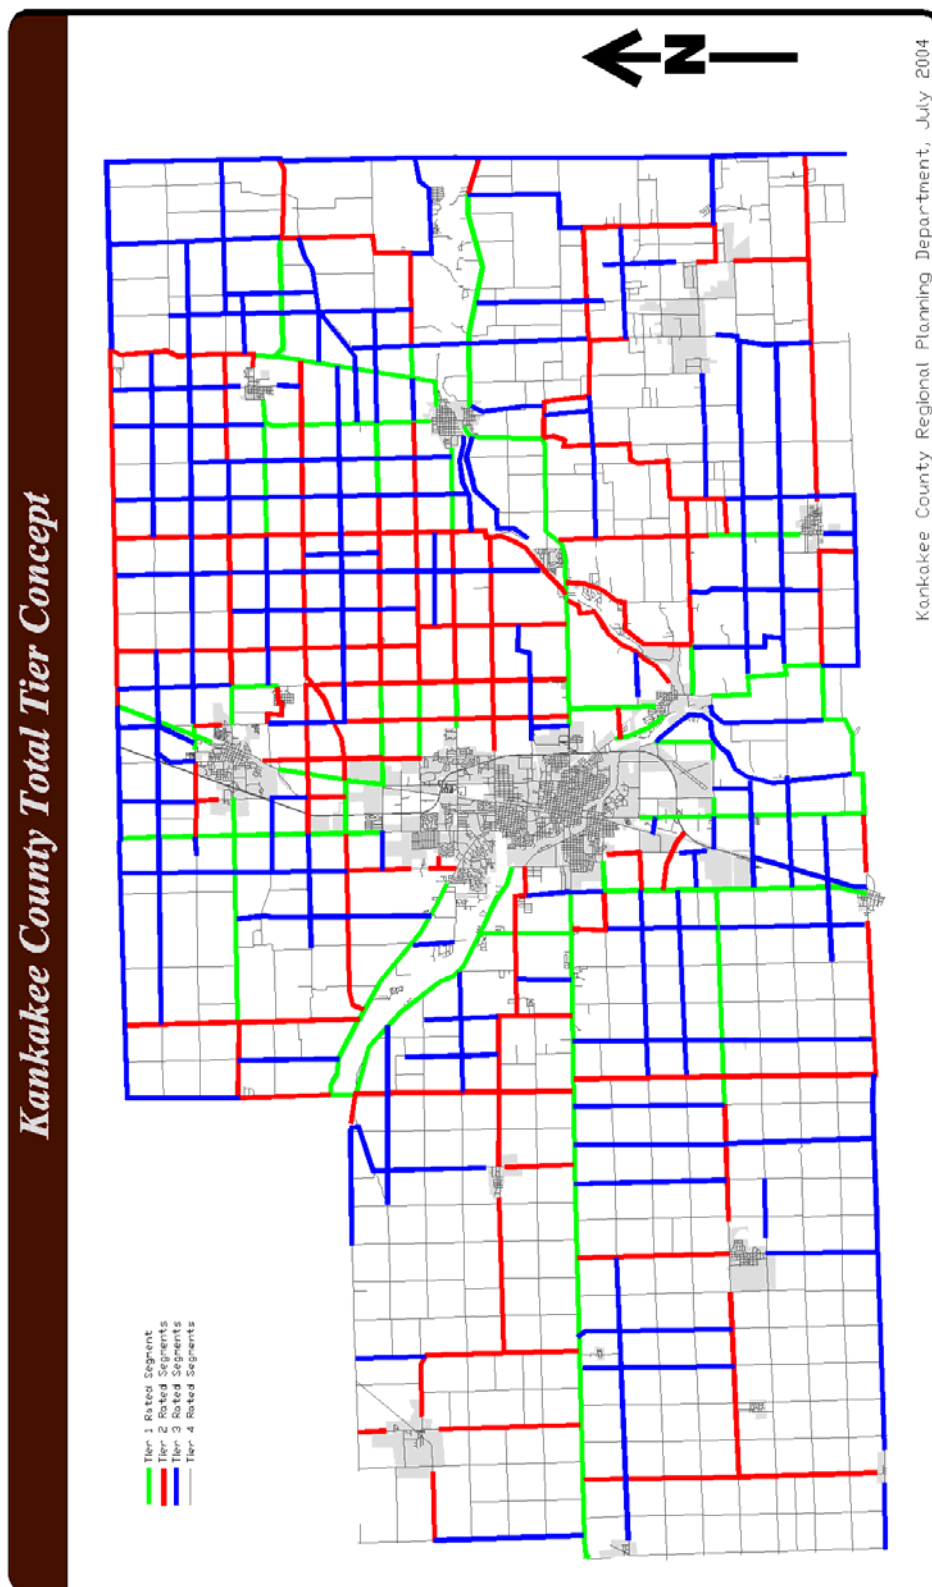 Kankakee County Total Tier Concept
N
Tier 1 Rated Segment
Tier 2 Rated Segments
Tier 3 Rated Segments
Tier 4 Rated Segments
Kankakee County Regional Planning Department, July 2004